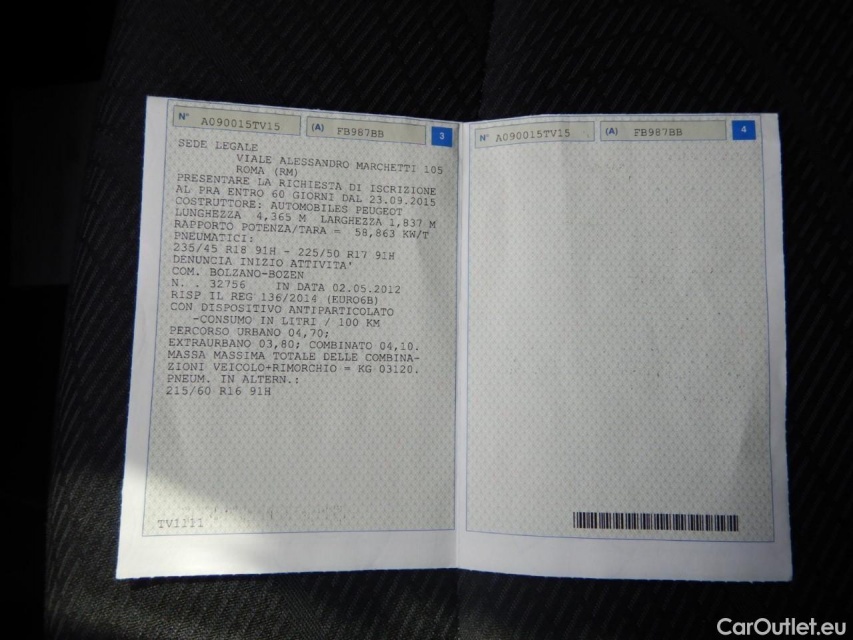 N° A090015TV15 (A) FB987BB 3
SEDE LEGALE
VIALE ALESSANDRO MARCHETTI 105
ROMA (RM)
PRESENTARE LA RICHIESTA DI ISCRIZIONE
AL PRA ENTRO 60 GIORNI DAL 23.09.2015
COSTRUTTORE: AUTOMOBILES PEUGEOT
LUNGHEZZA 4,365 M LARGHEZZA 1,837 M
RAPPORTO POTENZA/TARA = 58,863 KW/T
PNEUMATICI:
235/45 R18 91H - 225/50 R17 91H
DENUNCIA INIZIO ATTIVITA'
COM. BOLZANO-BOZEN
N. . 32756 IN DATA 02.05.2012
RISP IL REG 136/2014 (EURO6B)
CON DISPOSITIVO ANTIPARTICOLATO
-CONSUMO IN LITRI / 100 KM
PERCORSO URBANO 04,70;
EXTRAURBANO 03,80; COMBINATO 04,10.
MASSA MASSIMA TOTALE DELLE COMBINA-
ZIONI VEICOLO+RIMORCHIO = KG 03120.
PNEUM. IN ALTERN.:
215/60 R16 91H
TV1111
N° A090015TV15 (A) FB987BB 4
CarOutlet.eu